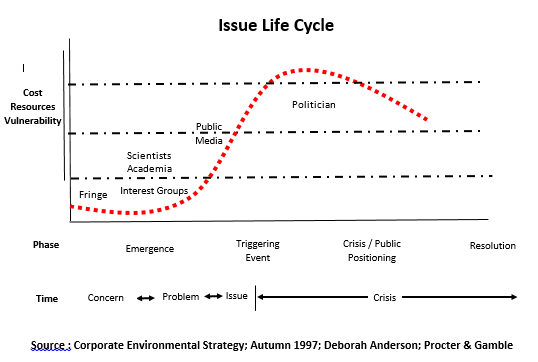 Issue Life Cycle
Cost
Resources
Vulnerability
Politician
Public
Media
Scientists
Academia
Fringe
Interest Groups
Phase
Emergence
Triggering
Event
Crisis / Public
Positioning
Resolution
Time
Concern
Problem
Issue
Crisis
Source : Corporate Environmental Strategy; Autumn 1997; Deborah Anderson; Procter & Gamble